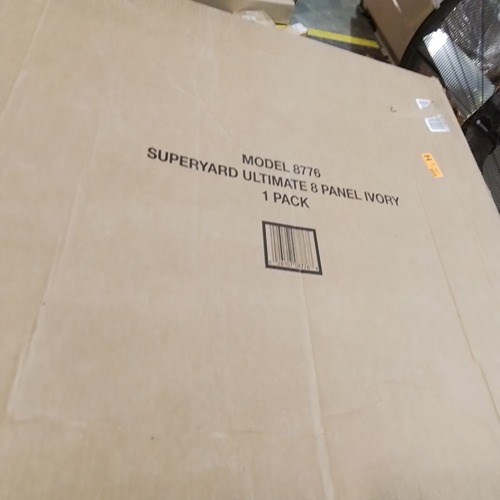 MODEL 8776
SUPERYARD ULTIMATE 8 PANEL IVORY
1 PACK